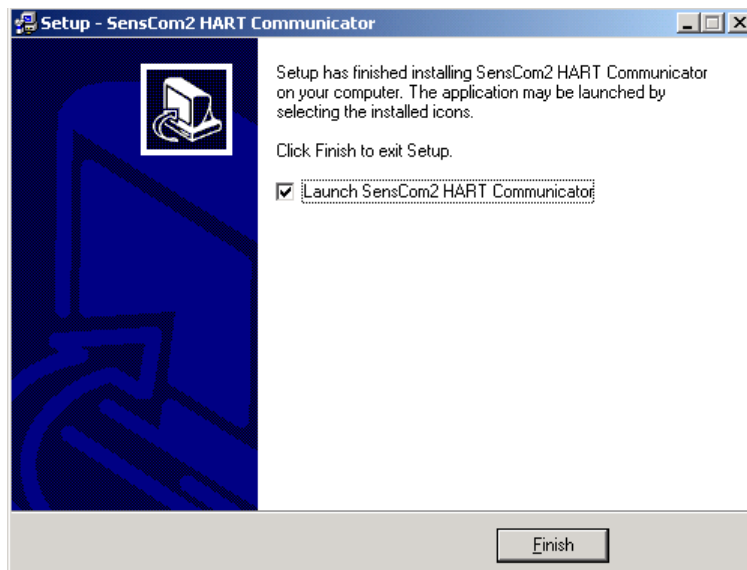 Setup - SensCom2 HART Communicator
Setup has finished installing SensCom2 HART Communicator
on your computer. The application may be launched by
selecting the installed icons.
Click Finish to exit Setup.
Launch SensCom2 HART Communicator
Finish